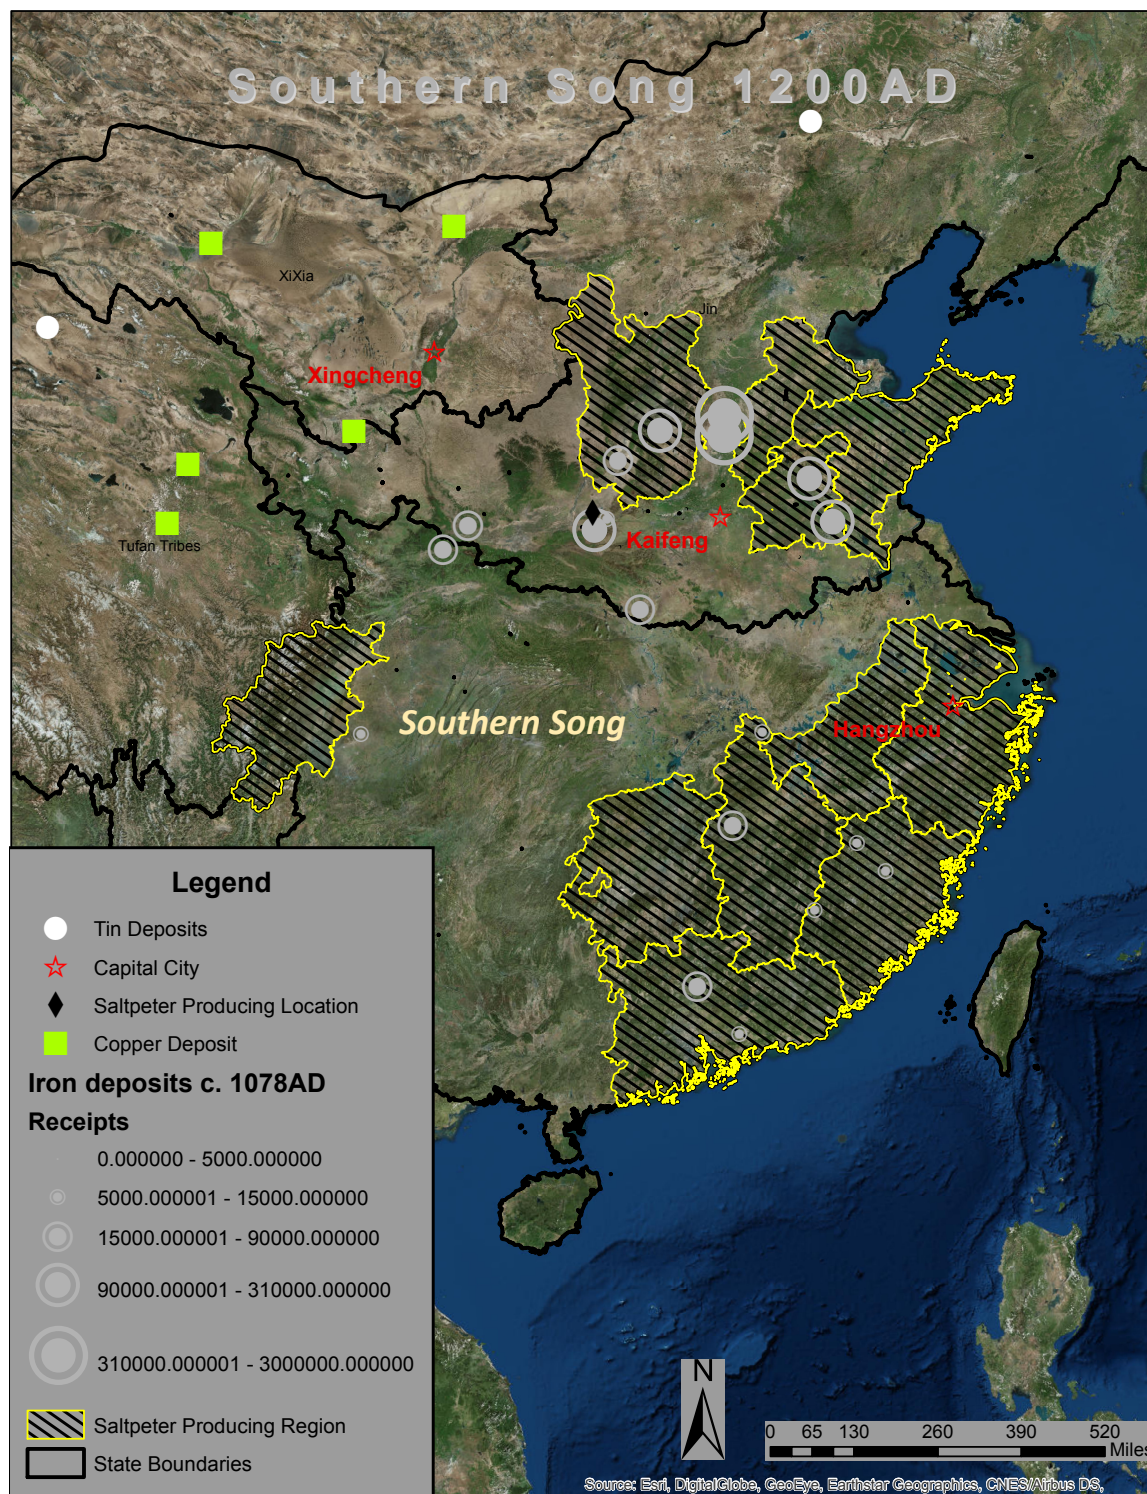 Southern Song 1200AD
XiXia
Jin
Xingcheng
Kaifeng
Tufan Tribes
Southern Song
Hangzhou
Legend
Tin Deposits
Capital City
Saltpeter Producing Location
Copper Deposit
Iron deposits c. 1078AD
Receipts
0.000000 - 5000.000000
5000.000001 - 15000.000000
15000.000001 - 90000.000000
90000.000001 - 310000.000000
310000.000001 - 3000000.000000
Saltpeter Producing Region
State Boundaries
N
0 65 130 260 390 520
Miles
Source: Esri, DigitalGlobe, GeoEye, Earthstar Geographics, CNES/Airbus DS,